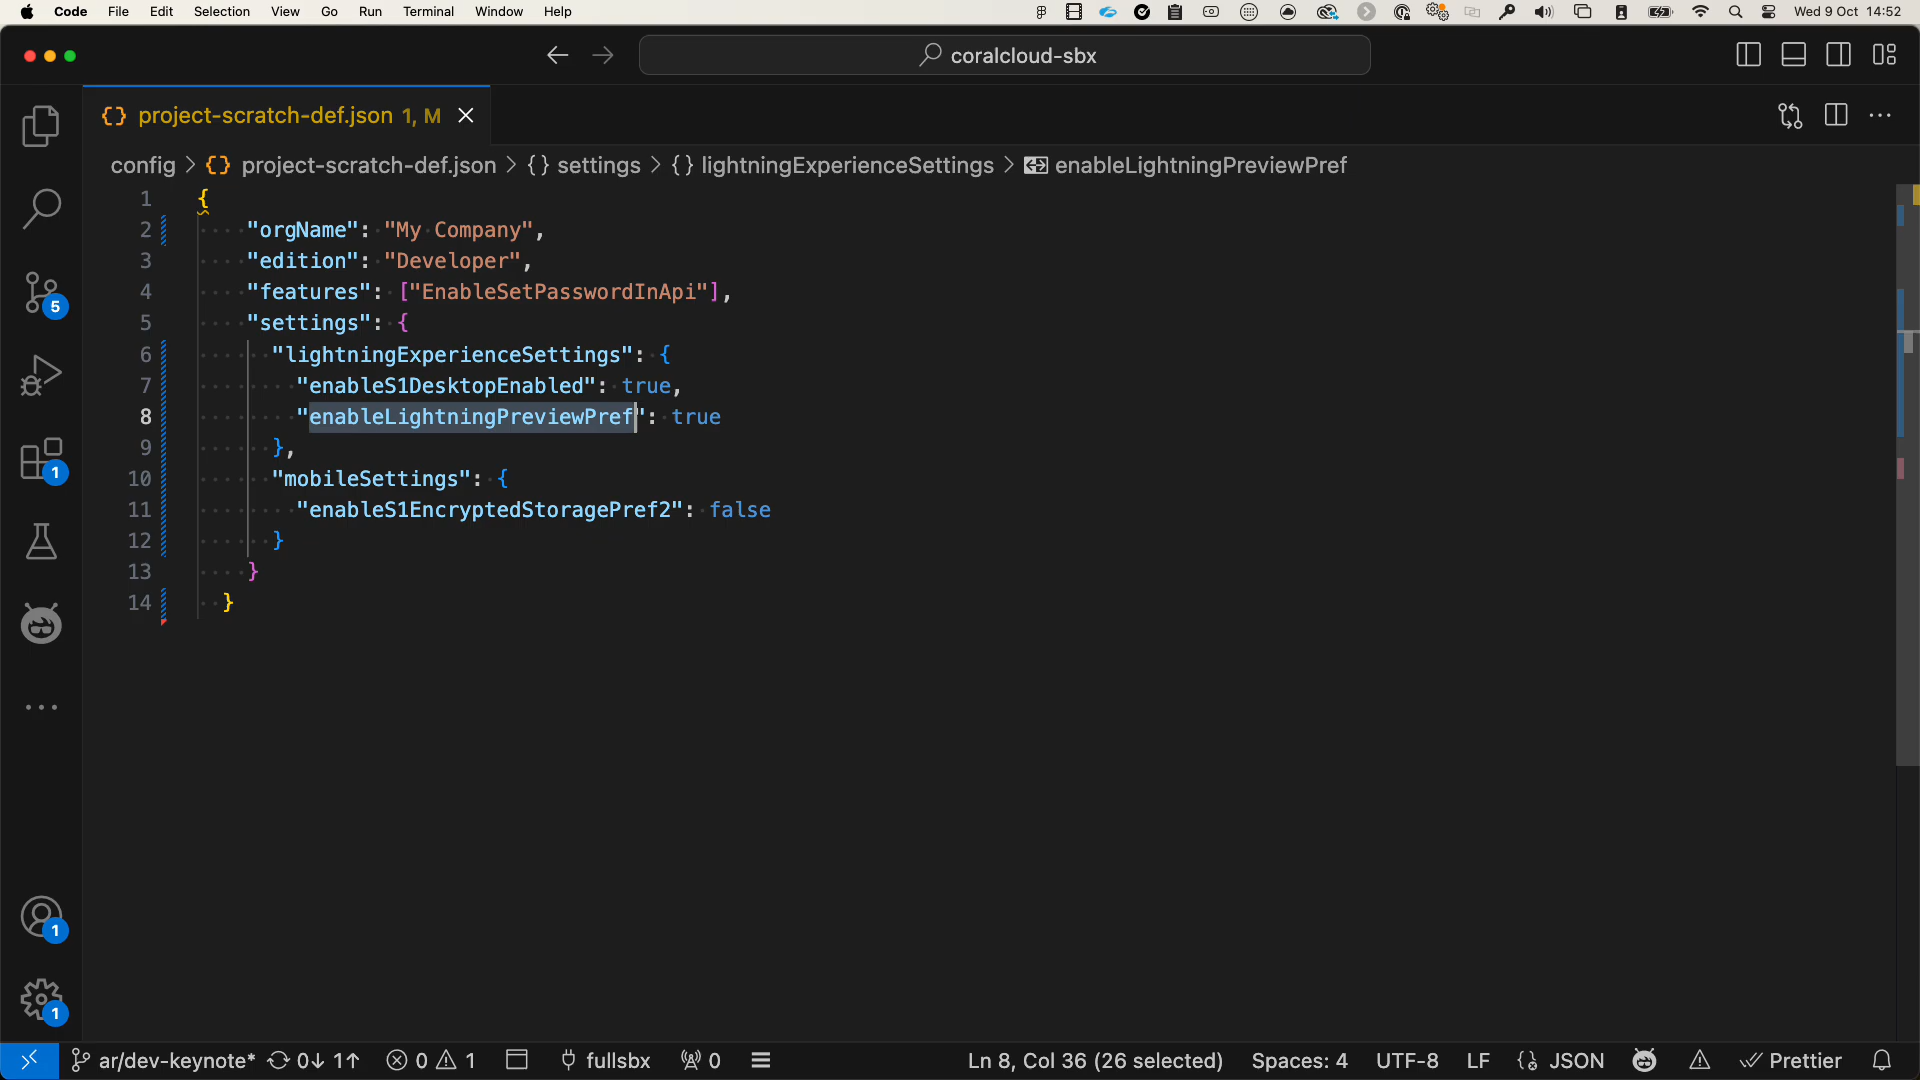 Code File Edit Selection View Go Run Terminal Window Help Wed 9 Oct 14:52
coralcloud-sbx
{} project-scratch-def.json 1, M
config > {} project-scratch-def.json > {} settings > {} lightningExperienceSettings > enableLightningPreviewPref
1 {
2 "orgName": "My Company",
3 "edition": "Developer",
4 "features": ["EnableSetPasswordInApi"],
5 "settings": {
6 "lightningExperienceSettings": {
7 "enableS1DesktopEnabled": true,
8 "enableLightningPreviewPref": true
9 },
10 "mobileSettings": {
11 "enableS1EncryptedStoragePref2": false
12 }
13 }
14 }
5
1
1
1
ar/dev-keynote* 0↓ 1↑ 0 1 fullsbx 0 Ln 8, Col 36 (26 selected) Spaces: 4 UTF-8 LF {} JSON Prettier